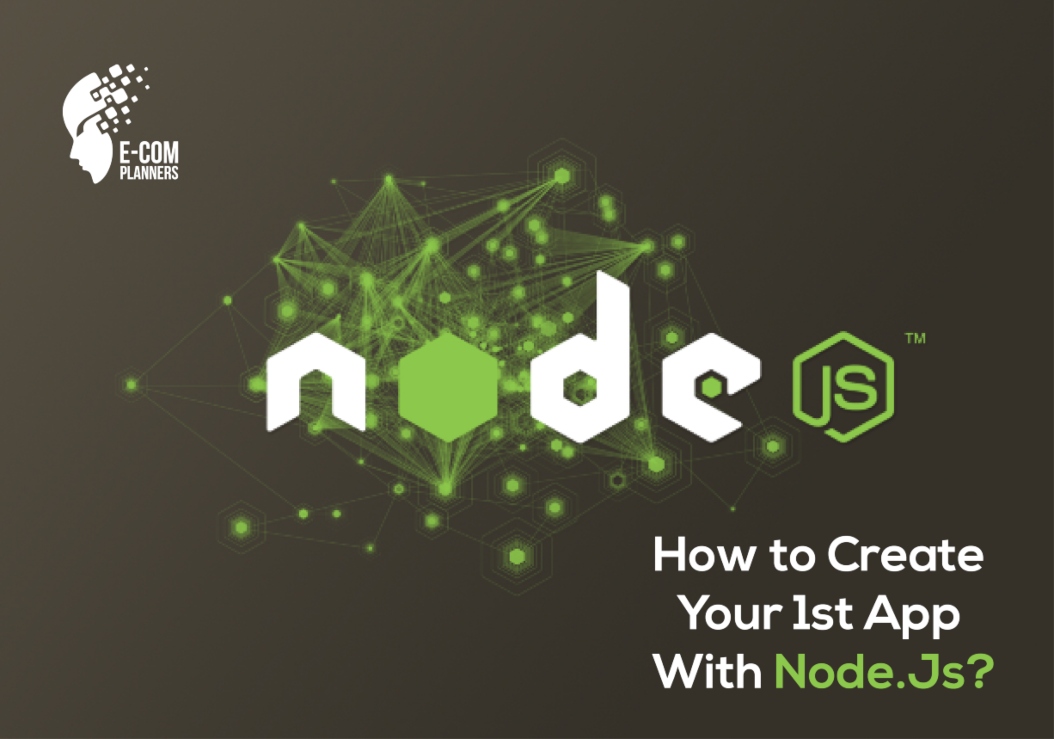 E-COM
PLANNERS
node JS ™
How to Create
Your 1st App
With Node.Js?